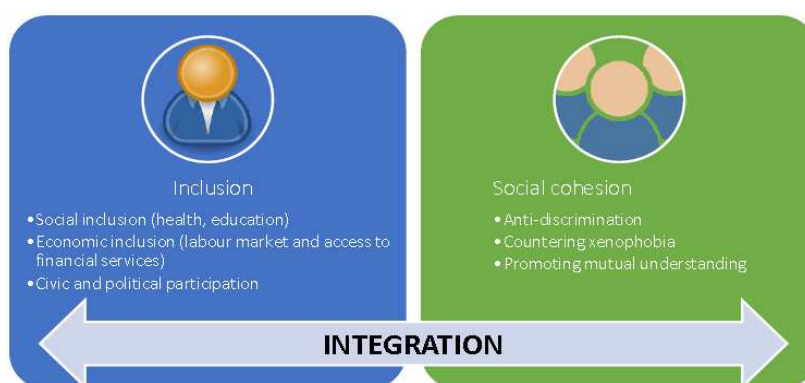 Inclusion
•Social inclusion (health, education)
•Economic inclusion (labour market and access to
financial services)
•Civic and political participation
Social cohesion
•Anti-discrimination
•Countering xenophobia
•Promoting mutual understanding
INTEGRATION